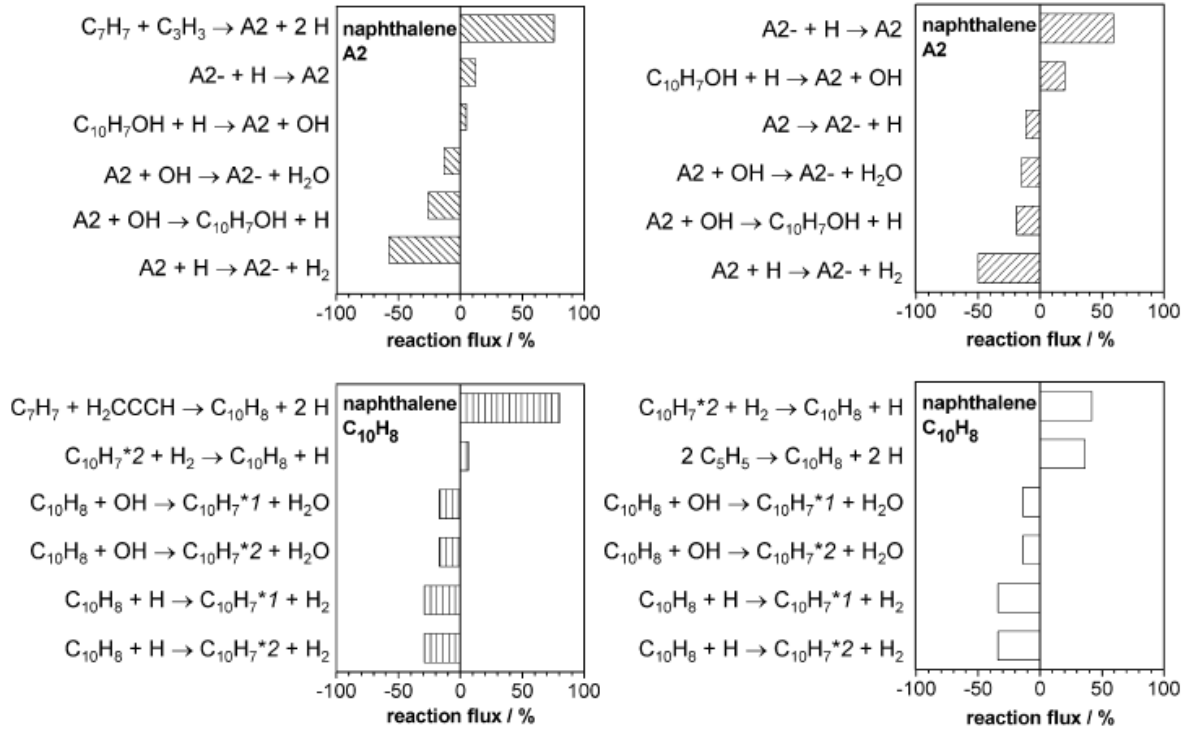 C₇H₇ + C₃H₃ → A2 + 2 H
A2- + H → A2
C₁₀H₇OH + H → A2 + OH
A2 + OH → A2- + H₂O
A2 + OH → C₁₀H₇OH + H
A2 + H → A2- + H₂
naphthalene
A2
-100 -50 0 50 100
reaction flux / %
A2- + H → A2
C₁₀H₇OH + H → A2 + OH
A2 → A2- + H
A2 + OH → A2- + H₂O
A2 + OH → C₁₀H₇OH + H
A2 + H → A2- + H₂
naphthalene
A2
-100 -50 0 50 100
reaction flux / %
C₇H₇ + H₂CCCH → C₁₀H₈ + 2 H
C₁₀H₇*2 + H₂ → C₁₀H₈ + H
C₁₀H₈ + OH → C₁₀H₇*1 + H₂O
C₁₀H₈ + OH → C₁₀H₇*2 + H₂O
C₁₀H₈ + H → C₁₀H₇*1 + H₂
C₁₀H₈ + H → C₁₀H₇*2 + H₂
naphthalene
C₁₀H₈
-100 -50 0 50 100
reaction flux / %
C₁₀H₇*2 + H₂ → C₁₀H₈ + H
2 C₅H₅ → C₁₀H₈ + 2 H
C₁₀H₈ + OH → C₁₀H₇*1 + H₂O
C₁₀H₈ + OH → C₁₀H₇*2 + H₂O
C₁₀H₈ + H → C₁₀H₇*1 + H₂
C₁₀H₈ + H → C₁₀H₇*2 + H₂
naphthalene
C₁₀H₈
-100 -50 0 50 100
reaction flux / %